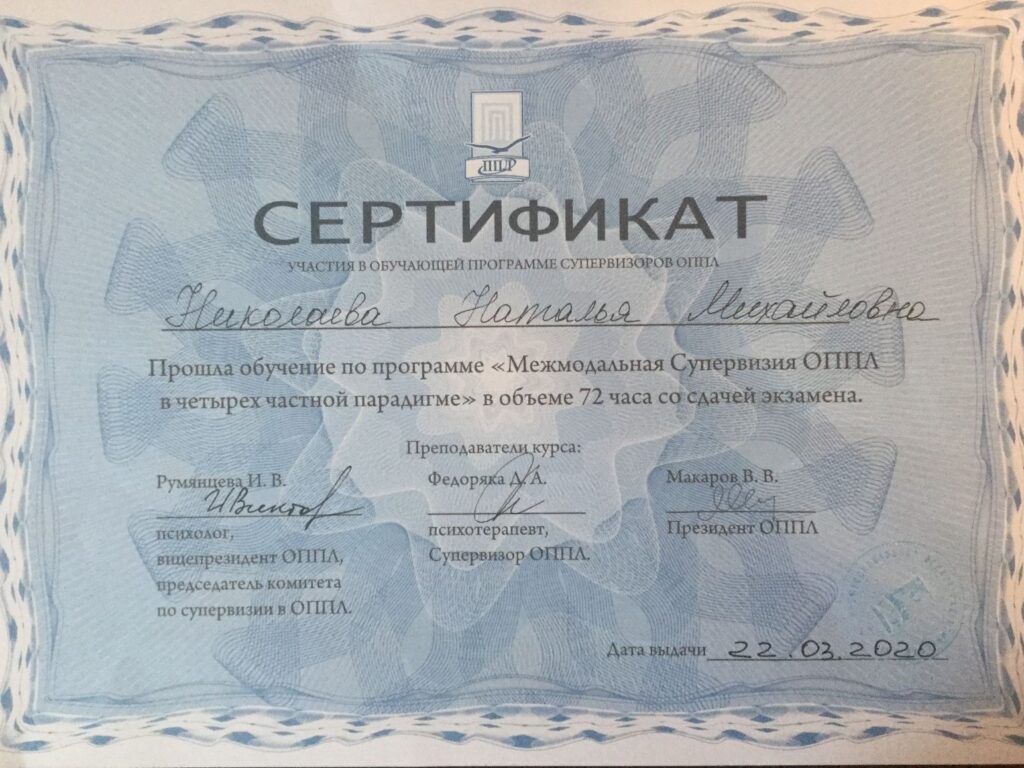 ППЛ
СЕРТИФИКАТ
УЧАСТИЯ В ОБУЧАЮЩЕЙ ПРОГРАММЕ СУПЕРВИЗОРОВ ОППЛ
Николаева Наталья Михайловна
Прошла обучение по программе «Межмодальная Супервизия ОППЛ
в четырех частной парадигме» в объеме 72 часа со сдачей экзамена.
Преподаватели курса:
Румянцева И. В. Федоряка Д. А. Макаров В. В.
психолог, психотерапевт, Президент ОППЛ
вицепрезидент ОППЛ, Супервизор ОППЛ.
председатель комитета
по супервизии в ОППЛ.
Дата выдачи 22.03.2020